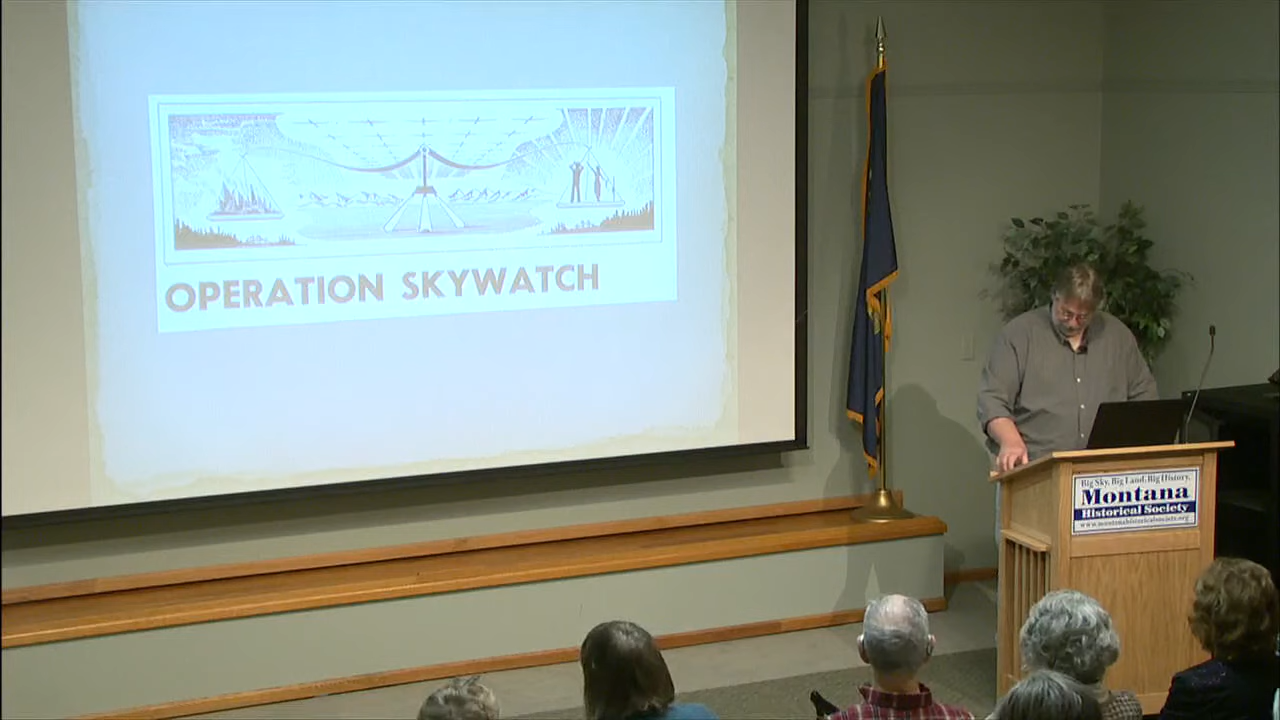 OPERATION SKYWATCH
Big Sky, Big Land, Big History.
Montana
Historical Society
www.montanahistoricalsociety.org